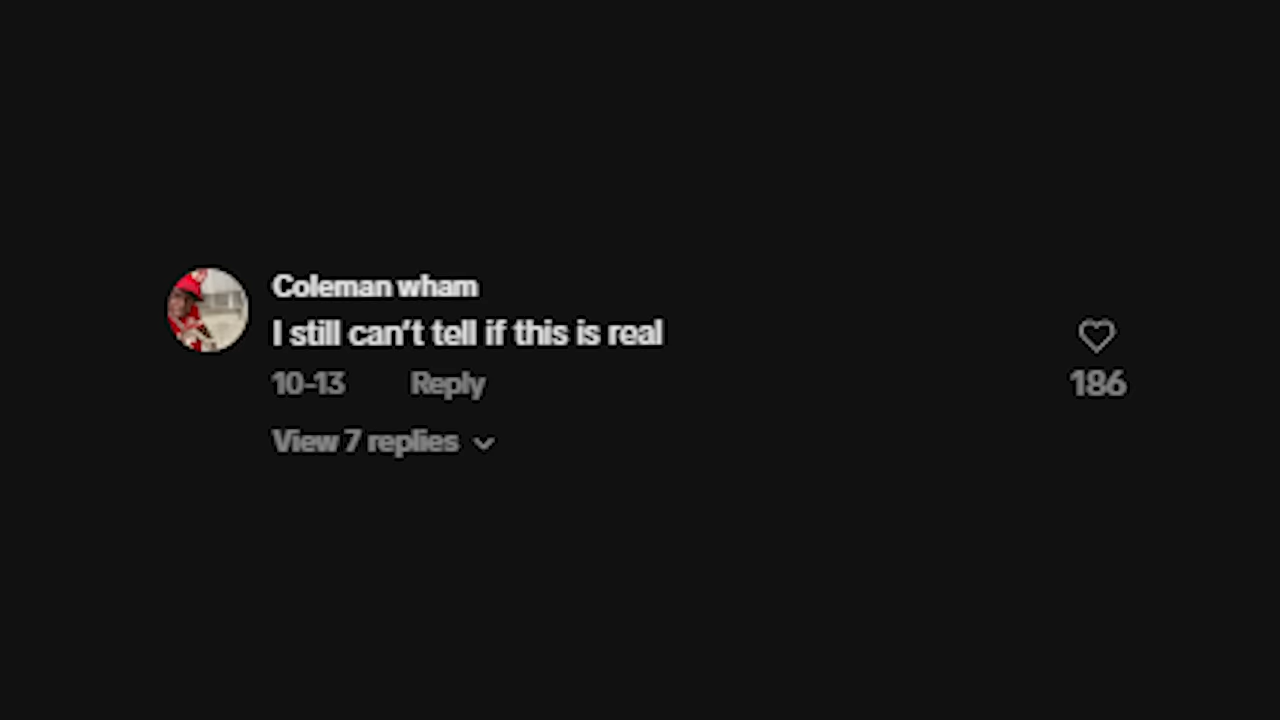 Coleman wham
I still can't tell if this is real
10-13 Reply
186
View 7 replies